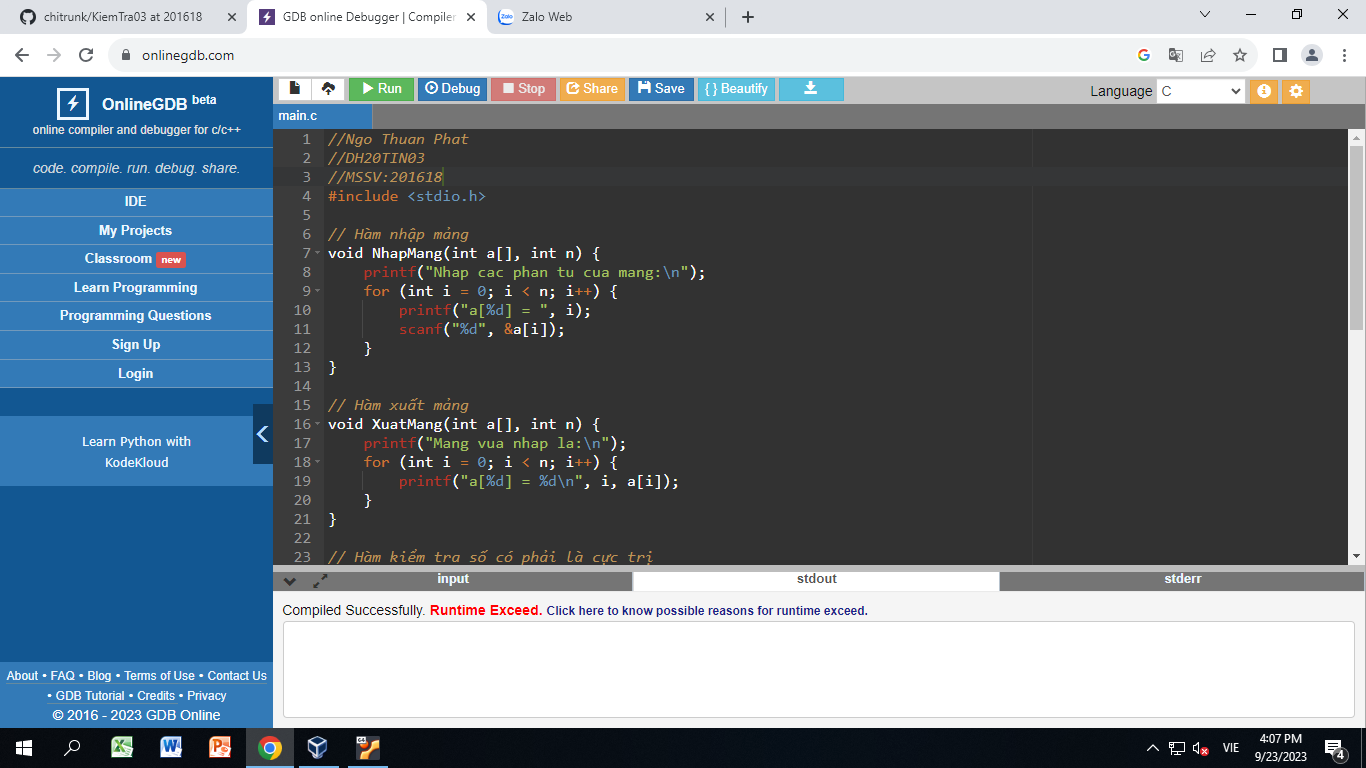 chitrunk/KiemTra03 at 201618
GDB online Debugger | Compiler
Zalo Web
onlinegdb.com
OnlineGDB beta
online compiler and debugger for c/c++
code. compile. run. debug. share.
IDE
My Projects
Classroom new
Learn Programming
Programming Questions
Sign Up
Login
Learn Python with
KodeKloud
About • FAQ • Blog • Terms of Use • Contact Us
• GDB Tutorial • Credits • Privacy
© 2016 - 2023 GDB Online
Run Debug Stop Share Save { } Beautify
Language C
main.c
1 //Ngo Thuan Phat
2 //DH20TIN03
3 //MSSV:201618
4 #include <stdio.h>
5
6 // Hàm nhập mảng
7 void NhapMang(int a[], int n) {
8     printf("Nhap cac phan tu cua mang:\n");
9     for (int i = 0; i < n; i++) {
10         printf("a[%d] = ", i);
11         scanf("%d", &a[i]);
12     }
13 }
14
15 // Hàm xuất mảng
16 void XuatMang(int a[], int n) {
17     printf("Mang vua nhap la:\n");
18     for (int i = 0; i < n; i++) {
19         printf("a[%d] = %d\n", i, a[i]);
20     }
21 }
22
23 // Hàm kiểm tra số có phải là cực trị
input stdout stderr
Compiled Successfully. Runtime Exceed. Click here to know possible reasons for runtime exceed.
VIE
4:07 PM
9/23/2023
4